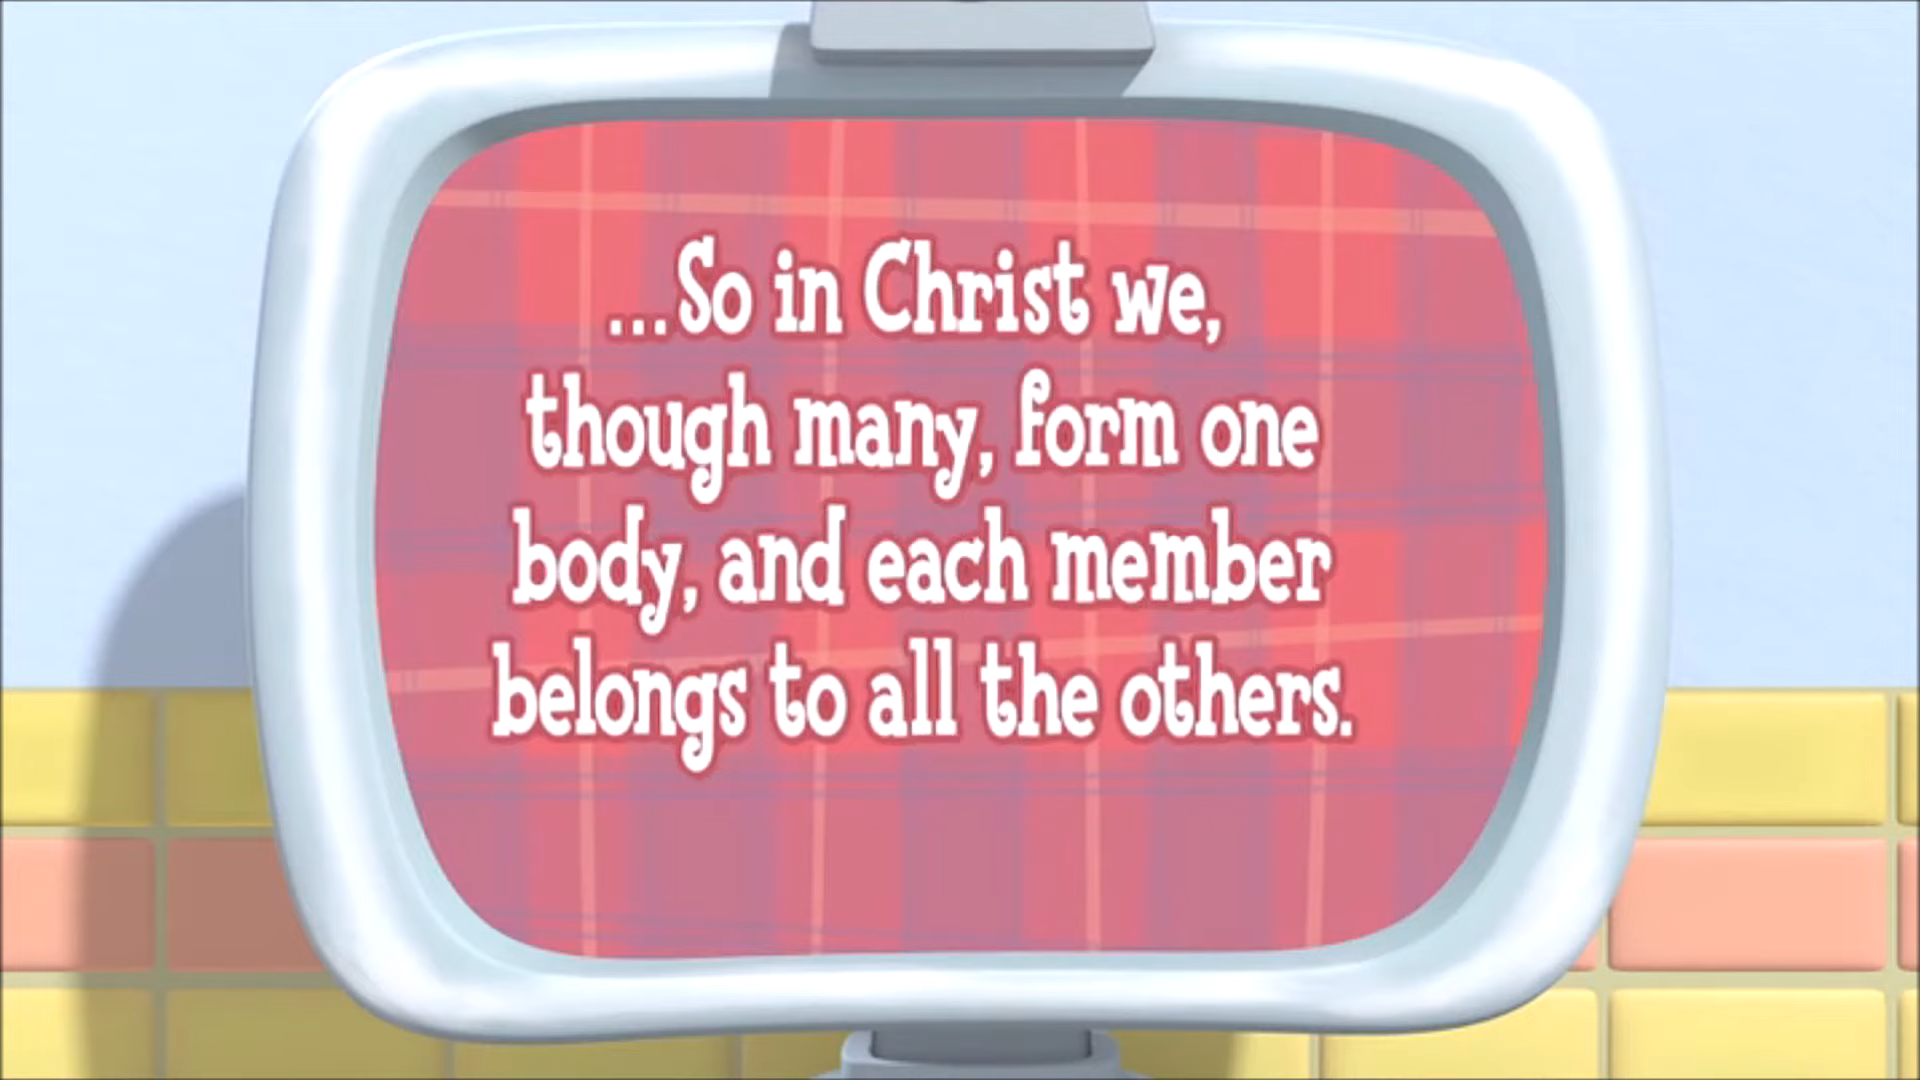 ...So in Christ we,
though many, form one
body, and each member
belongs to all the others.